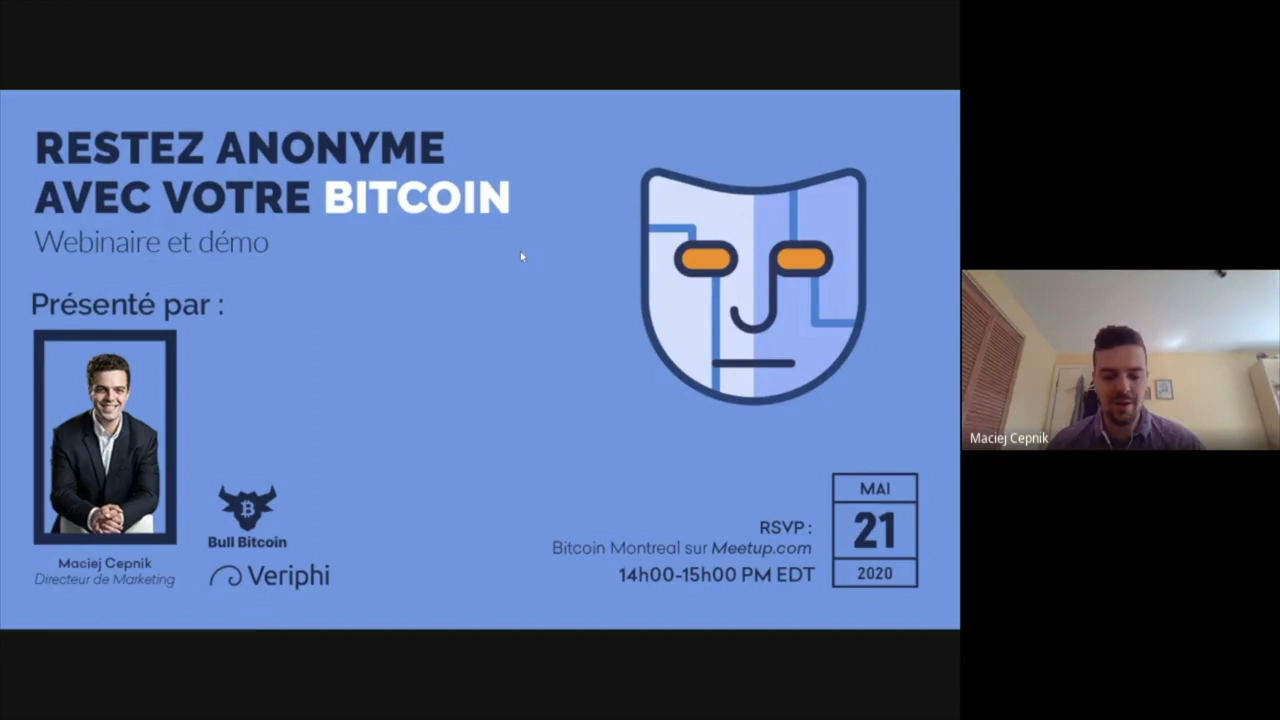 RESTEZ ANONYME
AVEC VOTRE BITCOIN
Webinaire et démo
Présenté par :
Maciej Cepnik
Directeur de Marketing
Bull Bitcoin
Veriphi
RSVP :
Bitcoin Montreal sur Meetup.com
14h00-15h00 PM EDT
MAI
21
2020
Maciej Cepnik